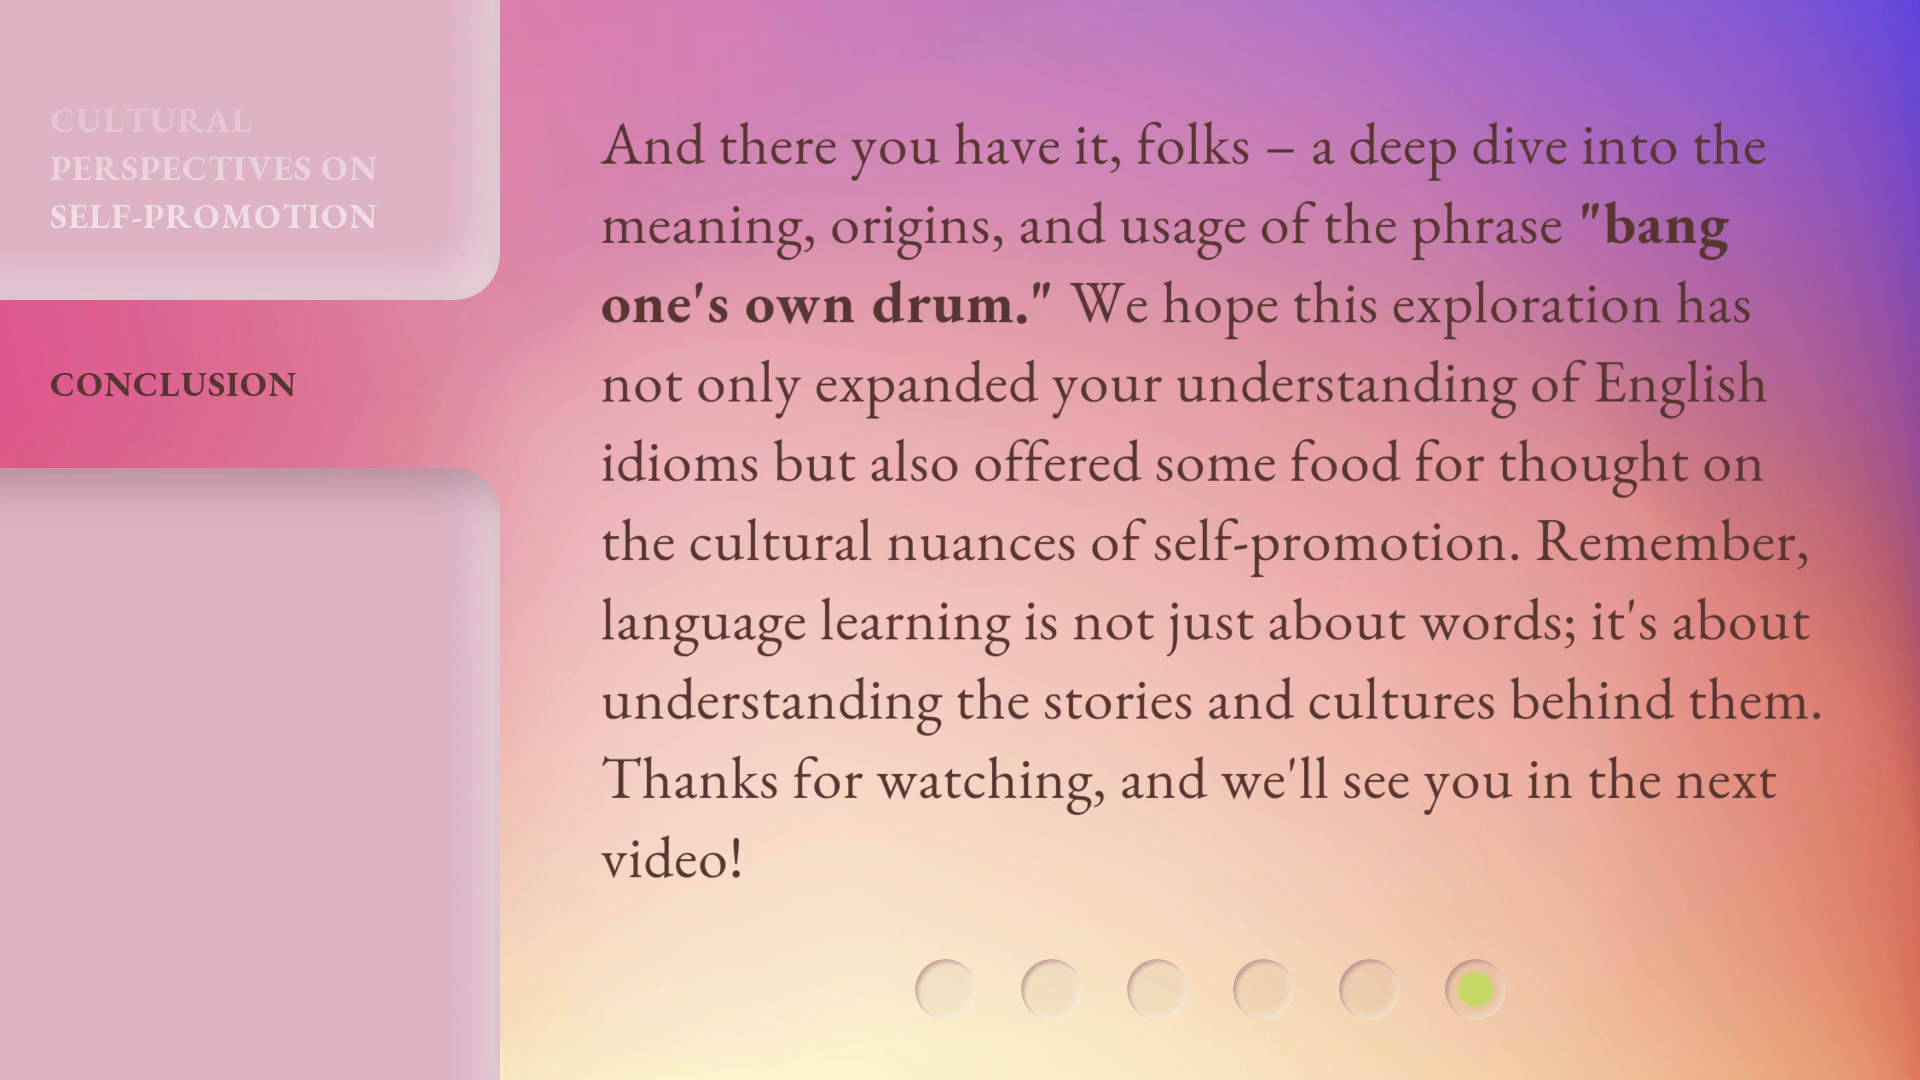 CULTURAL
PERSPECTIVES ON
SELF-PROMOTION
CONCLUSION
And there you have it, folks – a deep dive into the
meaning, origins, and usage of the phrase "bang
one's own drum." We hope this exploration has
not only expanded your understanding of English
idioms but also offered some food for thought on
the cultural nuances of self-promotion. Remember,
language learning is not just about words; it's about
understanding the stories and cultures behind them.
Thanks for watching, and we'll see you in the next
video!